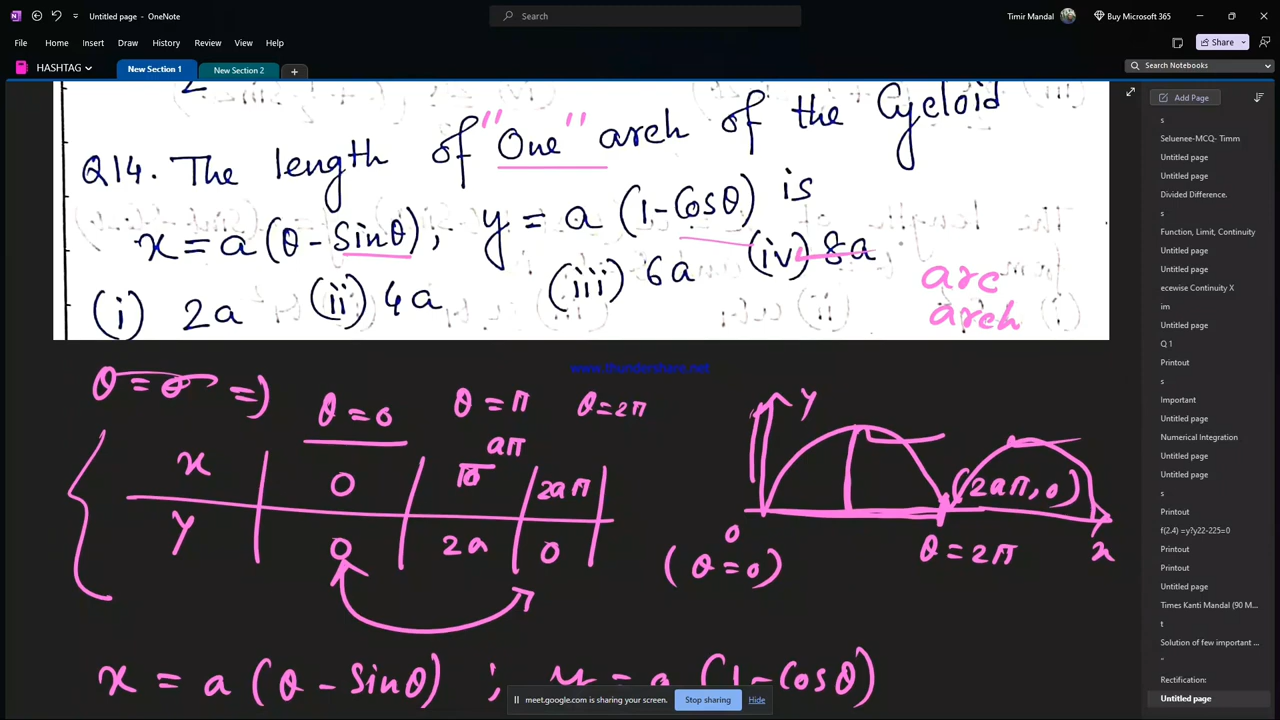 Untitled page - OneNote
Search
Timir Mandal
Buy Microsoft 365
File Home Insert Draw History Review View Help
Share
HASHTAG
New Section 1
New Section 2
+
Search Notebooks
Add Page
Q14. The length of "One" arch of the Cycloid
x = a(θ - Sinθ), y = a(1-Cosθ) is
(i) 2a (ii) 4a (iii) 6a (iv) 8a
arc
arch
www.thundershare.net
θ = σ =>
θ = 0 θ = π θ = 2π
x 0 aπ 2aπ
y 0 2a 0
y
(2aπ, 0)
0
(θ = 0)
θ = 2π
x
x = a(θ - Sinθ) ; y = a(1-Cosθ)
meet.google.com is sharing your screen.
Stop sharing
Hide
s
Seluenee-MCQ- Timm
Untitled page
Untitled page
Divided Difference.
s
Function, Limit, Continuity
Untitled page
Untitled page
ecewise Continuity X
im
Untitled page
Q 1
Printout
s
Important
Untitled page
Numerical Integration
Untitled page
Untitled page
s
Printout
f(2.4) =y?y22-225=0
Printout
Printout
Untitled page
Times Kanti Mandal (90 M...
t
Solution of few important ...
"
Rectification:
Untitled page